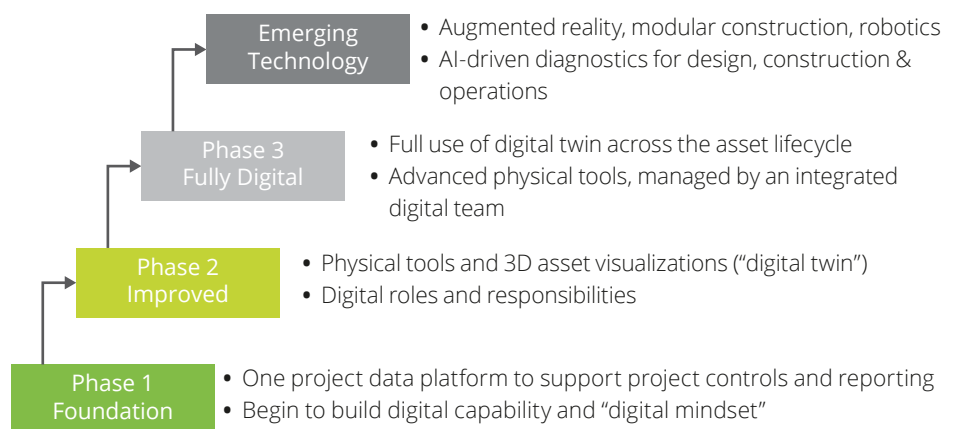 Emerging
Technology
• Augmented reality, modular construction, robotics
• AI-driven diagnostics for design, construction &
operations
Phase 3
Fully Digital
• Full use of digital twin across the asset lifecycle
• Advanced physical tools, managed by an integrated
digital team
Phase 2
Improved
• Physical tools and 3D asset visualizations (“digital twin”)
• Digital roles and responsibilities
Phase 1
Foundation
• One project data platform to support project controls and reporting
• Begin to build digital capability and “digital mindset”